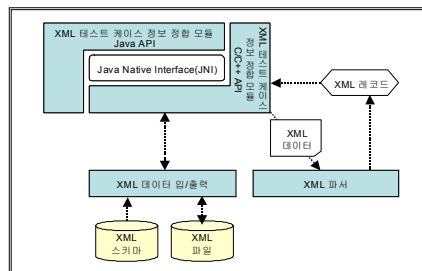 XML 테스트 케이스 정보 정합 모듈
Java API
Java Native Interface(JNI)
XML 테스트 케이스
정보 정합 모듈
C/C++ API
XML 레코드
XML
데이터
XML 데이터 입/출력
XML 파서
XML
스키마
XML
파일